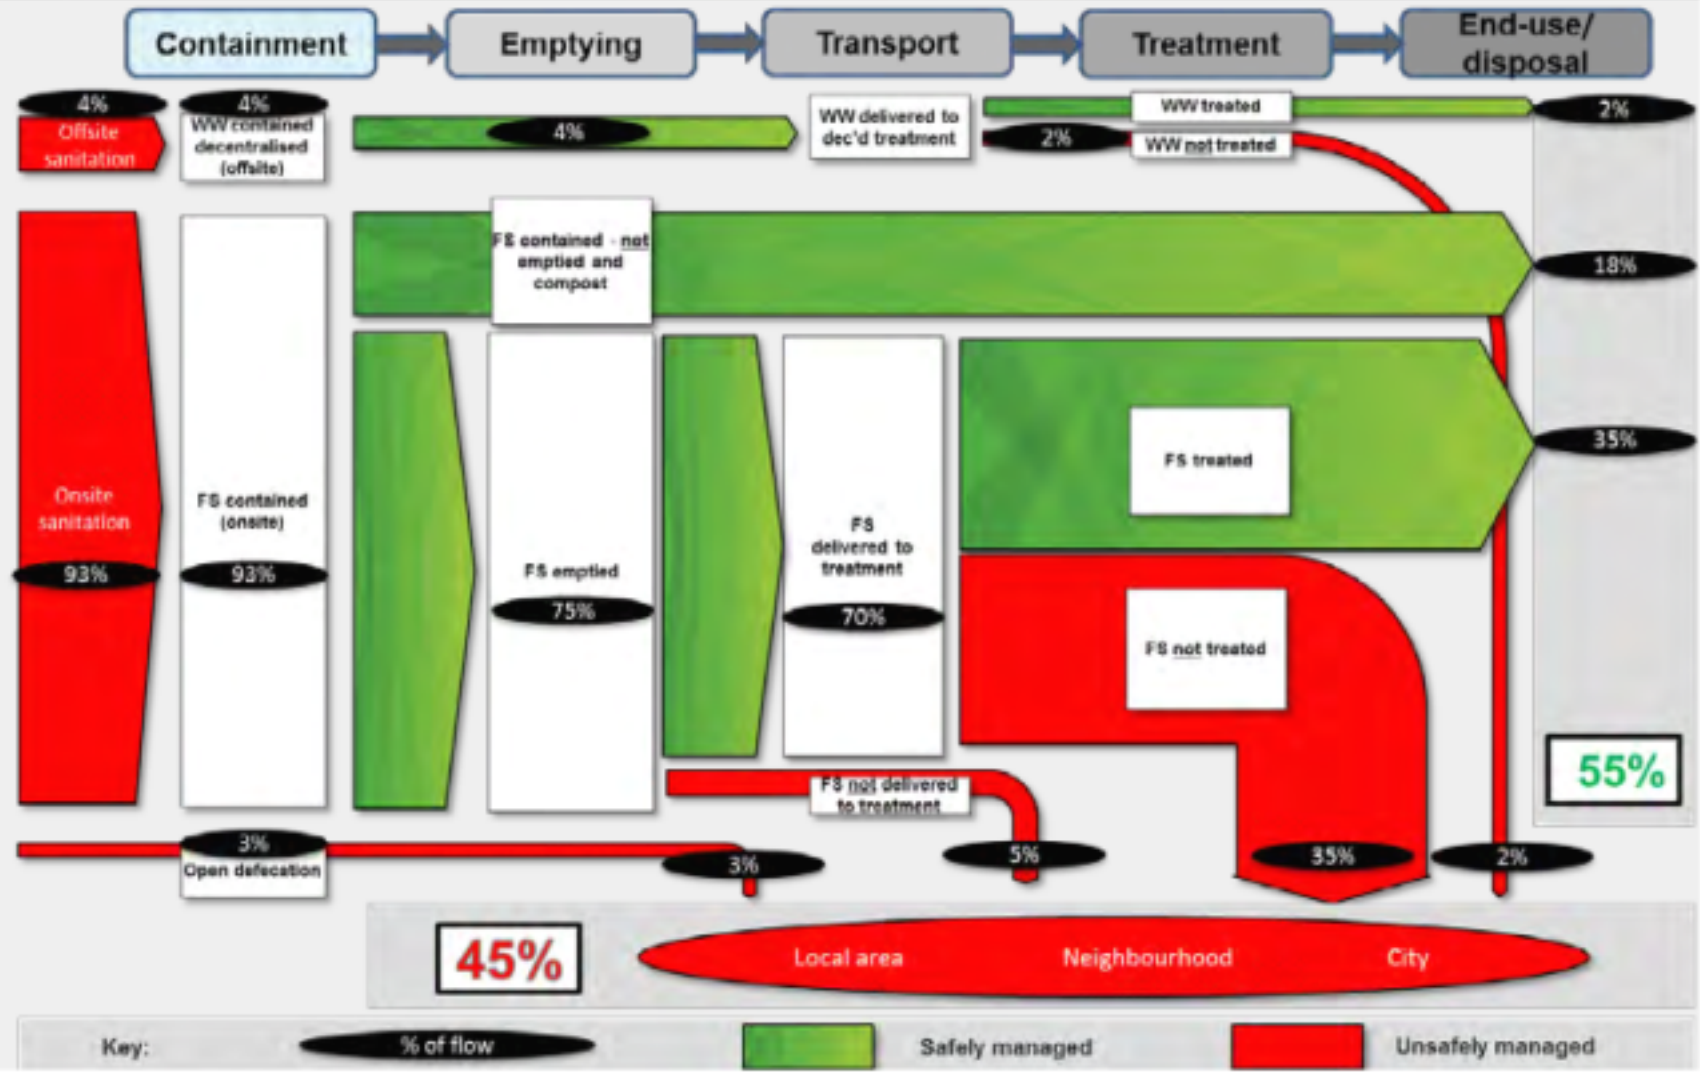 Containment
Emptying
Transport
Treatment
End-use/
disposal
4%
Offsite
sanitation
4%
WW contained
decentralised
(offsite)
4%
WW delivered to
dec'd treatment
WW treated
2%
2%
WW not treated
FS contained - not
emptied and
compost
18%
Onsite
sanitation
93%
FS contained
(onsite)
93%
FS emptied
75%
FS
delivered to
treatment
70%
FS treated
35%
FS not treated
55%
FS not delivered
to treatment
3%
Open defecation
3%
5%
35%
2%
45%
Local area
Neighbourhood
City
Key:
% of flow
Safely managed
Unsafely managed